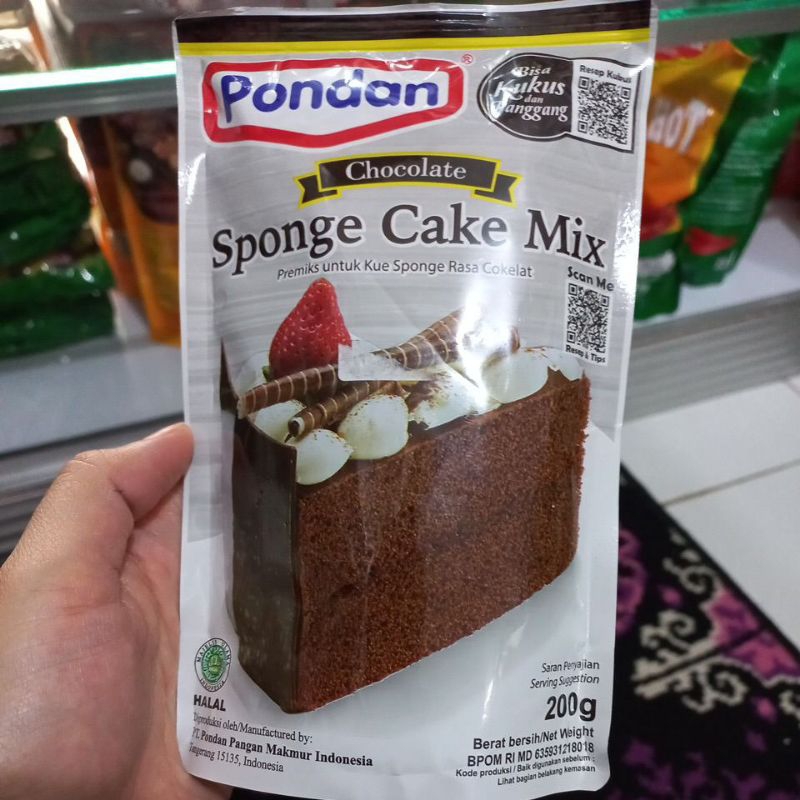 Pondan®
Bisa
Kukus
dan
Panggang
Resep Kukus
Chocolate
Sponge Cake Mix
Premiks untuk Kue Sponge Rasa Cokelat
Scan Me
Resep & Tips
HALAL
Diproduksi oleh/Manufactured by:
PT. Pondan Pangan Makmur Indonesia
Tangerang 15135, Indonesia
Saran Penyajian
Serving Suggestion
200g
Berat bersih/Net Weight
BPOM RI MD 635931218018
Kode produksi / Baik digunakan sebelum :
Lihat bagian belakang kemasan